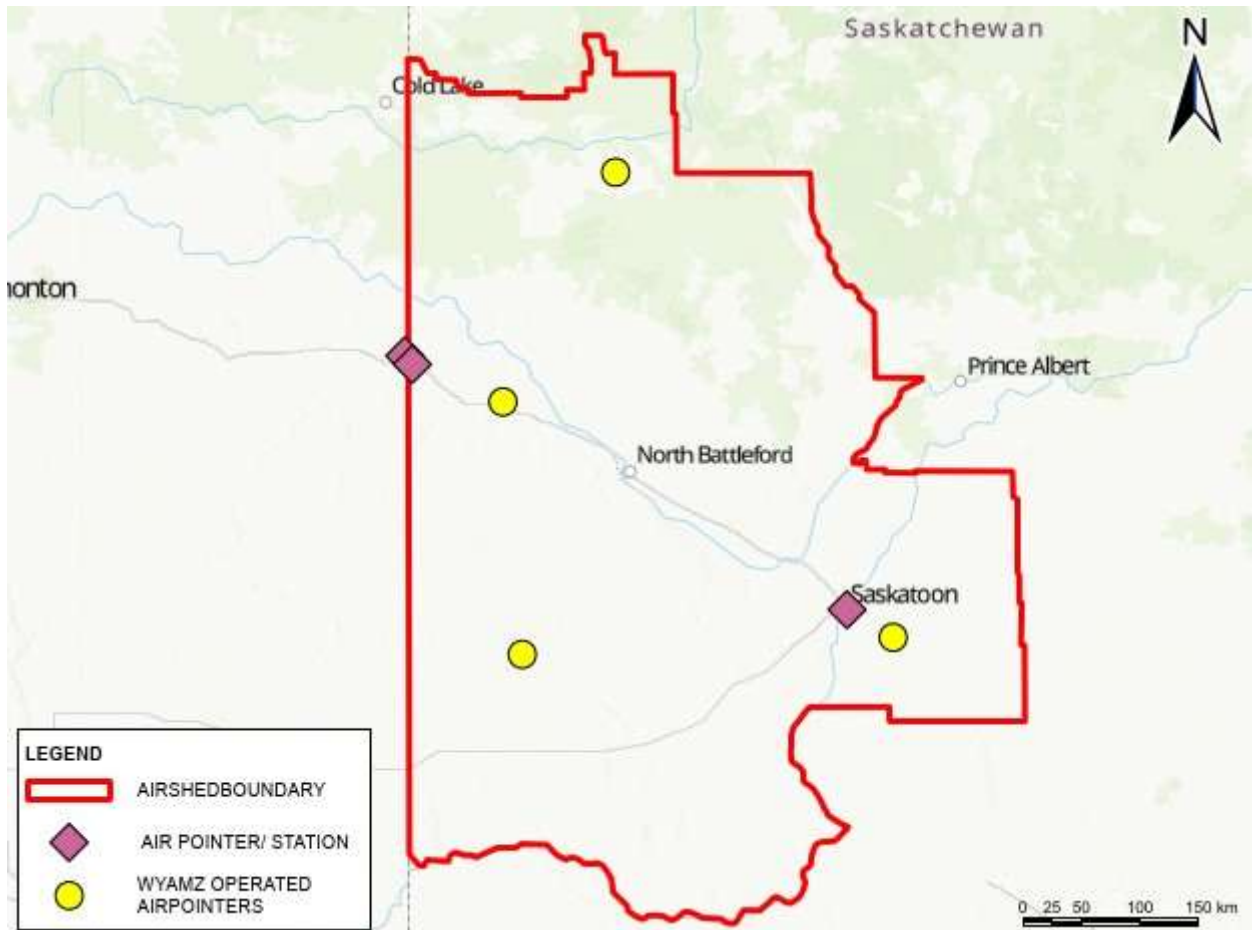 Saskatchewan
N
Cold Lake
monton
Prince Albert
North Battleford
Saskatoon
LEGEND
AIRSHEDBOUNDARY
AIR POINTER/ STATION
WYAMZ OPERATED
AIRPOINTERS
0 25 50 100 150 km